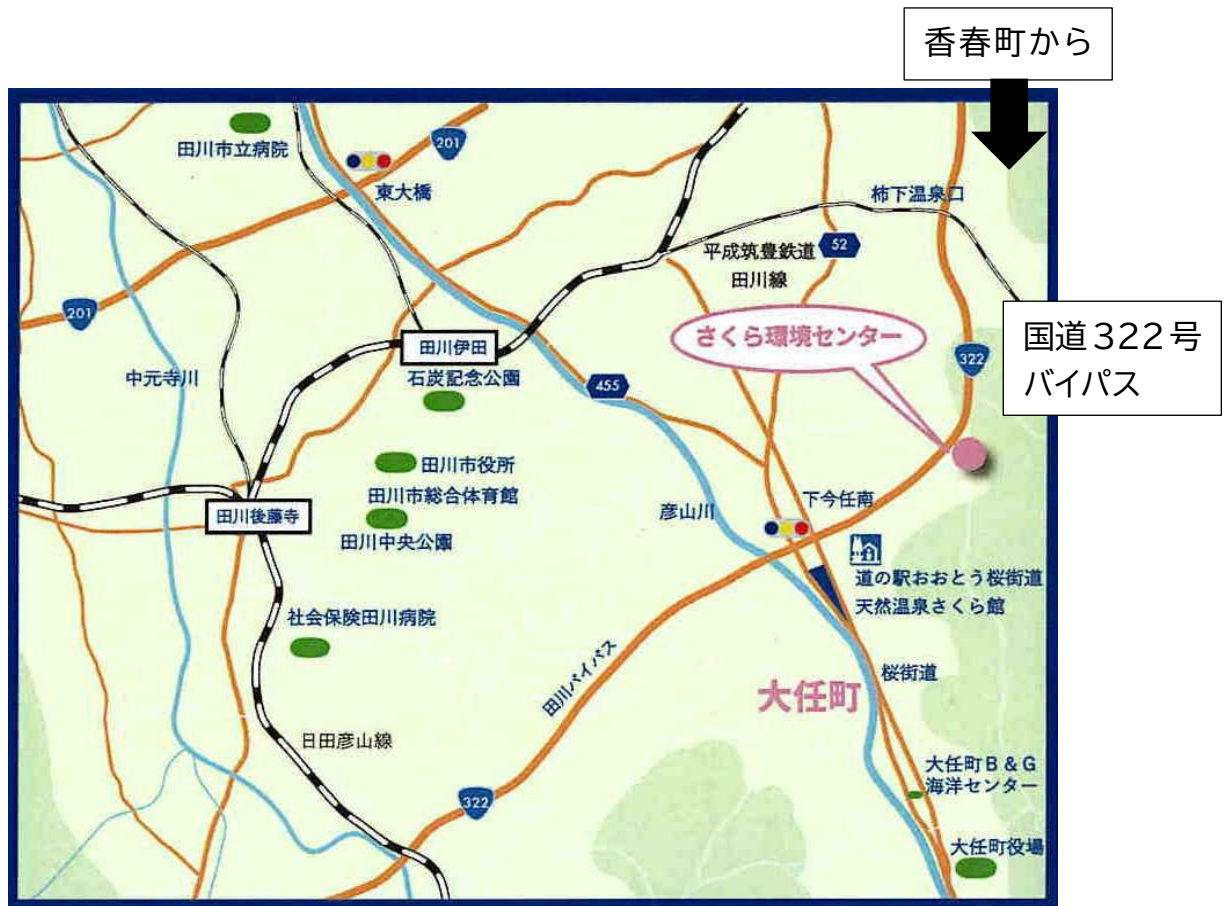 香春町から
田川市立病院
201
東大橋
柿下温泉口
平成筑豊鉄道
田川線
52
201
さくら環境センター
国道322号
バイパス
322
田川伊田
中元寺川
石炭記念公園
455
田川市役所
田川市総合体育館
下今任南
彦山川
田川後藤寺
田川中央公園
道の駅おおとう桜街道
天然温泉さくら館
社会保険田川病院
田川バイパス
桜街道
大任町
日田彦山線
大任町B&G
海洋センター
322
大任町役場